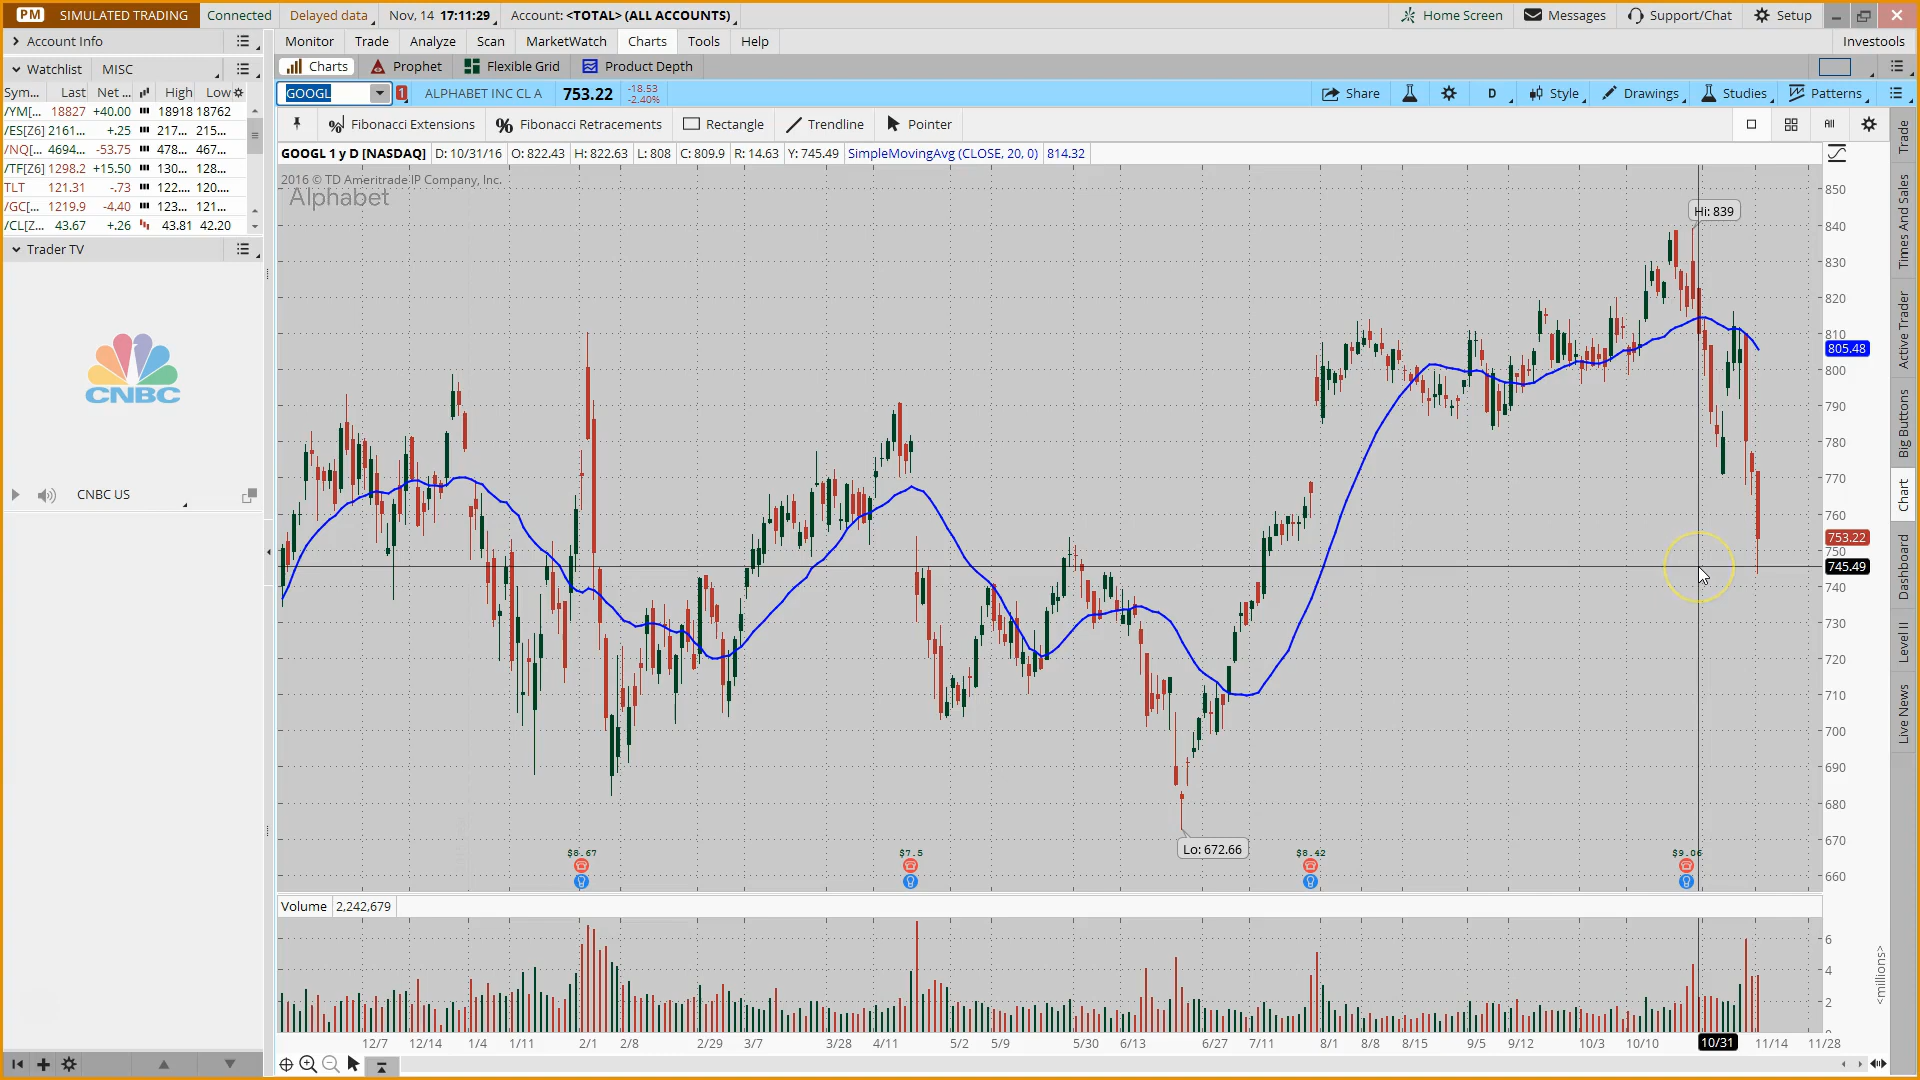 PM SIMULATED TRADING Connected Delayed data Nov, 14 17:11:29 Account: <TOTAL> (ALL ACCOUNTS) Home Screen Messages Support/Chat Setup
Account Info
Monitor Trade Analyze Scan MarketWatch Charts Tools Help Investools
Watchlist MISC
Charts Prophet Flexible Grid Product Depth
Sym... Last Net ... High Low
GOOGL 1 ALPHABET INC CL A 753.22 -18.53 -2.40% Share D Style Drawings Studies Patterns
/YM[... 18827 +40.00 18918 18762
/ES[Z6] 2161... +.25 217... 215...
/NQ[... 4694... -53.75 478... 467...
/TF[Z6] 1298.2 +15.50 130... 128...
TLT 121.31 -.73 122.... 120....
/GC[... 1219.9 -4.40 123... 121...
/CL[Z... 43.67 +.26 43.81 42.20
Fibonacci Extensions Fibonacci Retracements Rectangle Trendline Pointer All
GOOGL 1 y D [NASDAQ] D: 10/31/16 O: 822.43 H: 822.63 L: 808 C: 809.9 R: 14.63 Y: 745.49 SimpleMovingAvg (CLOSE, 20, 0) 814.32
2016 © TD Ameritrade IP Company, Inc.
Alphabet
Trader TV
CNBC
CNBC US
Hi: 839
Lo: 672.66
850
840
830
820
810
805.48
800
790
780
770
760
753.22
750
745.49
740
730
720
710
700
690
680
670
660
$8.67 $7.5 $8.42 $9.06
Volume 2,242,679
6
4
2
<millions>
12/7 12/14 1/4 1/11 2/1 2/8 2/29 3/7 3/28 4/11 5/2 5/9 5/30 6/13 6/27 7/11 8/1 8/8 8/15 9/5 9/12 10/3 10/10 10/31 11/14 11/28
Trade
Times And Sales
Active Trader
Big Buttons
Chart
Dashboard
Level II
Live News